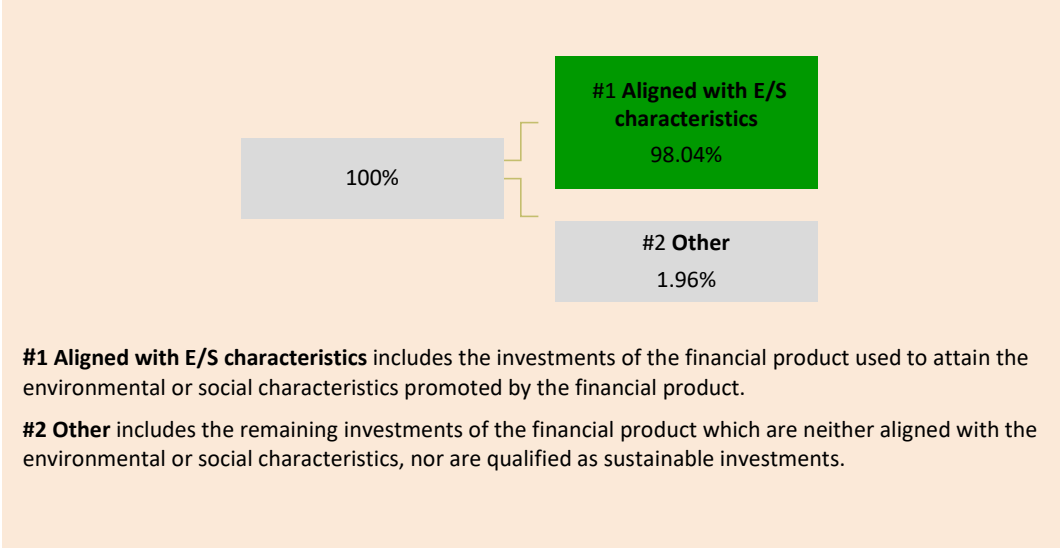 #1 Aligned with E/S
characteristics
98.04%
100%
#2 Other
1.96%
#1 Aligned with E/S characteristics includes the investments of the financial product used to attain the
environmental or social characteristics promoted by the financial product.
#2 Other includes the remaining investments of the financial product which are neither aligned with the
environmental or social characteristics, nor are qualified as sustainable investments.